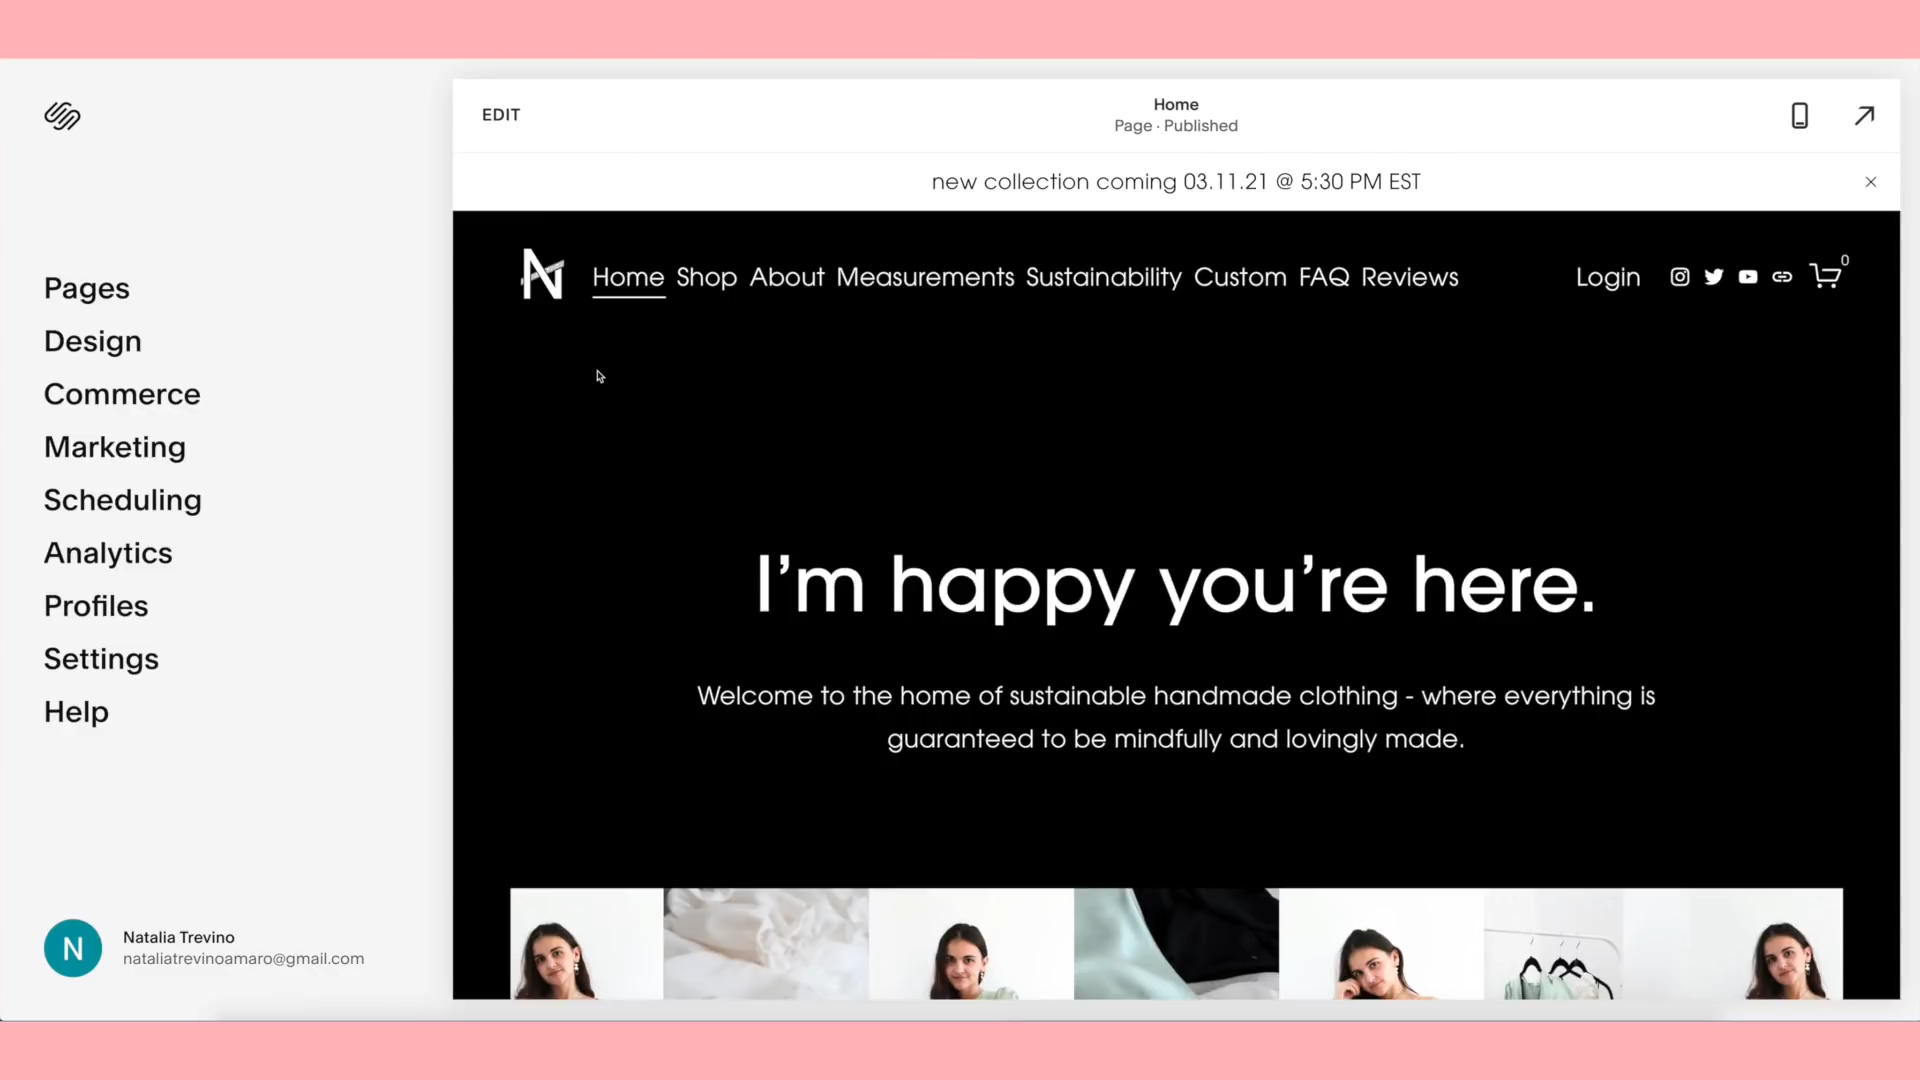 EDIT
Home
Page · Published
new collection coming 03.11.21 @ 5:30 PM EST
Home Shop About Measurements Sustainability Custom FAQ Reviews
Login
0
Pages
Design
Commerce
Marketing
Scheduling
Analytics
Profiles
Settings
Help
I'm happy you're here.
Welcome to the home of sustainable handmade clothing - where everything is
guaranteed to be mindfully and lovingly made.
N
Natalia Trevino
nataliatrevinoamaro@gmail.com